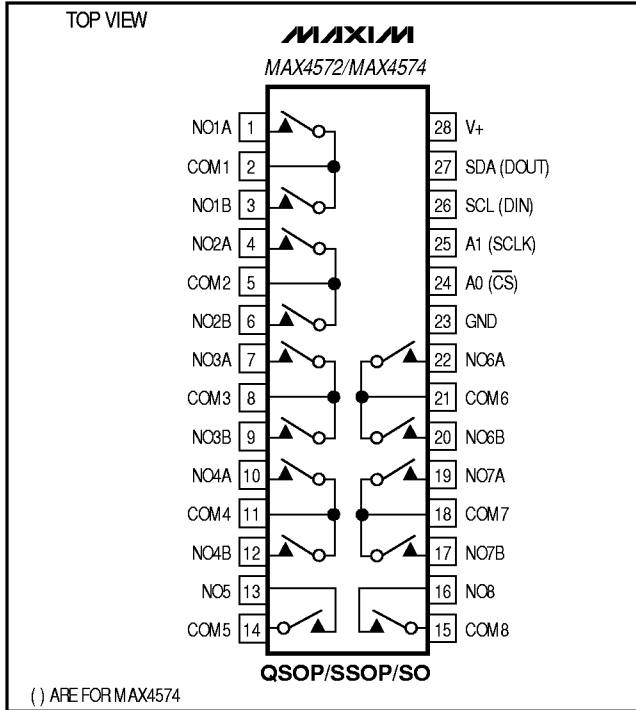 TOP VIEW
MAXIM
MAX4572/MAX4574
NO1A 1
COM1 2
NO1B 3
NO2A 4
COM2 5
NO2B 6
NO3A 7
COM3 8
NO3B 9
NO4A 10
COM4 11
NO4B 12
NO5 13
COM5 14
28 V+
27 SDA (DOUT)
26 SCL (DIN)
25 A1 (SCLK)
24 A0 (C̅S̅)
23 GND
22 NO6A
21 COM6
20 NO6B
19 NO7A
18 COM7
17 NO7B
16 NO8
15 COM8
QSOP/SSOP/SO
( ) ARE FOR MAX4574